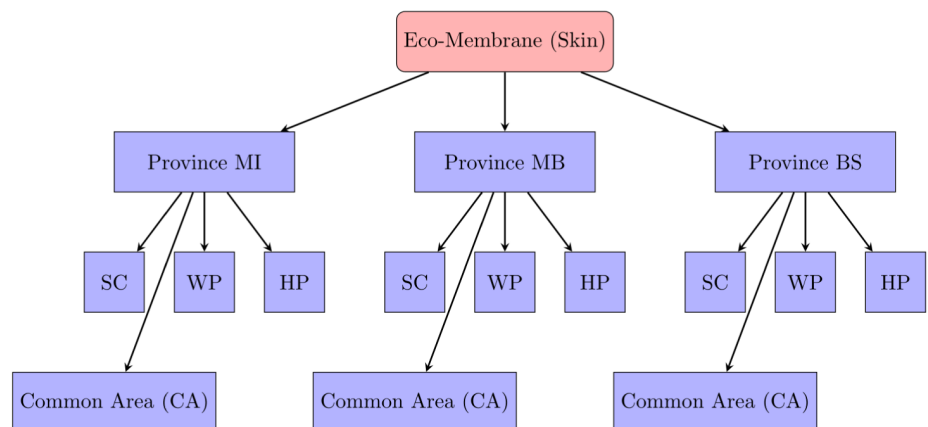 Eco-Membrane (Skin)
Province MI
Province MB
Province BS
SC
WP
HP
SC
WP
HP
SC
WP
HP
Common Area (CA)
Common Area (CA)
Common Area (CA)